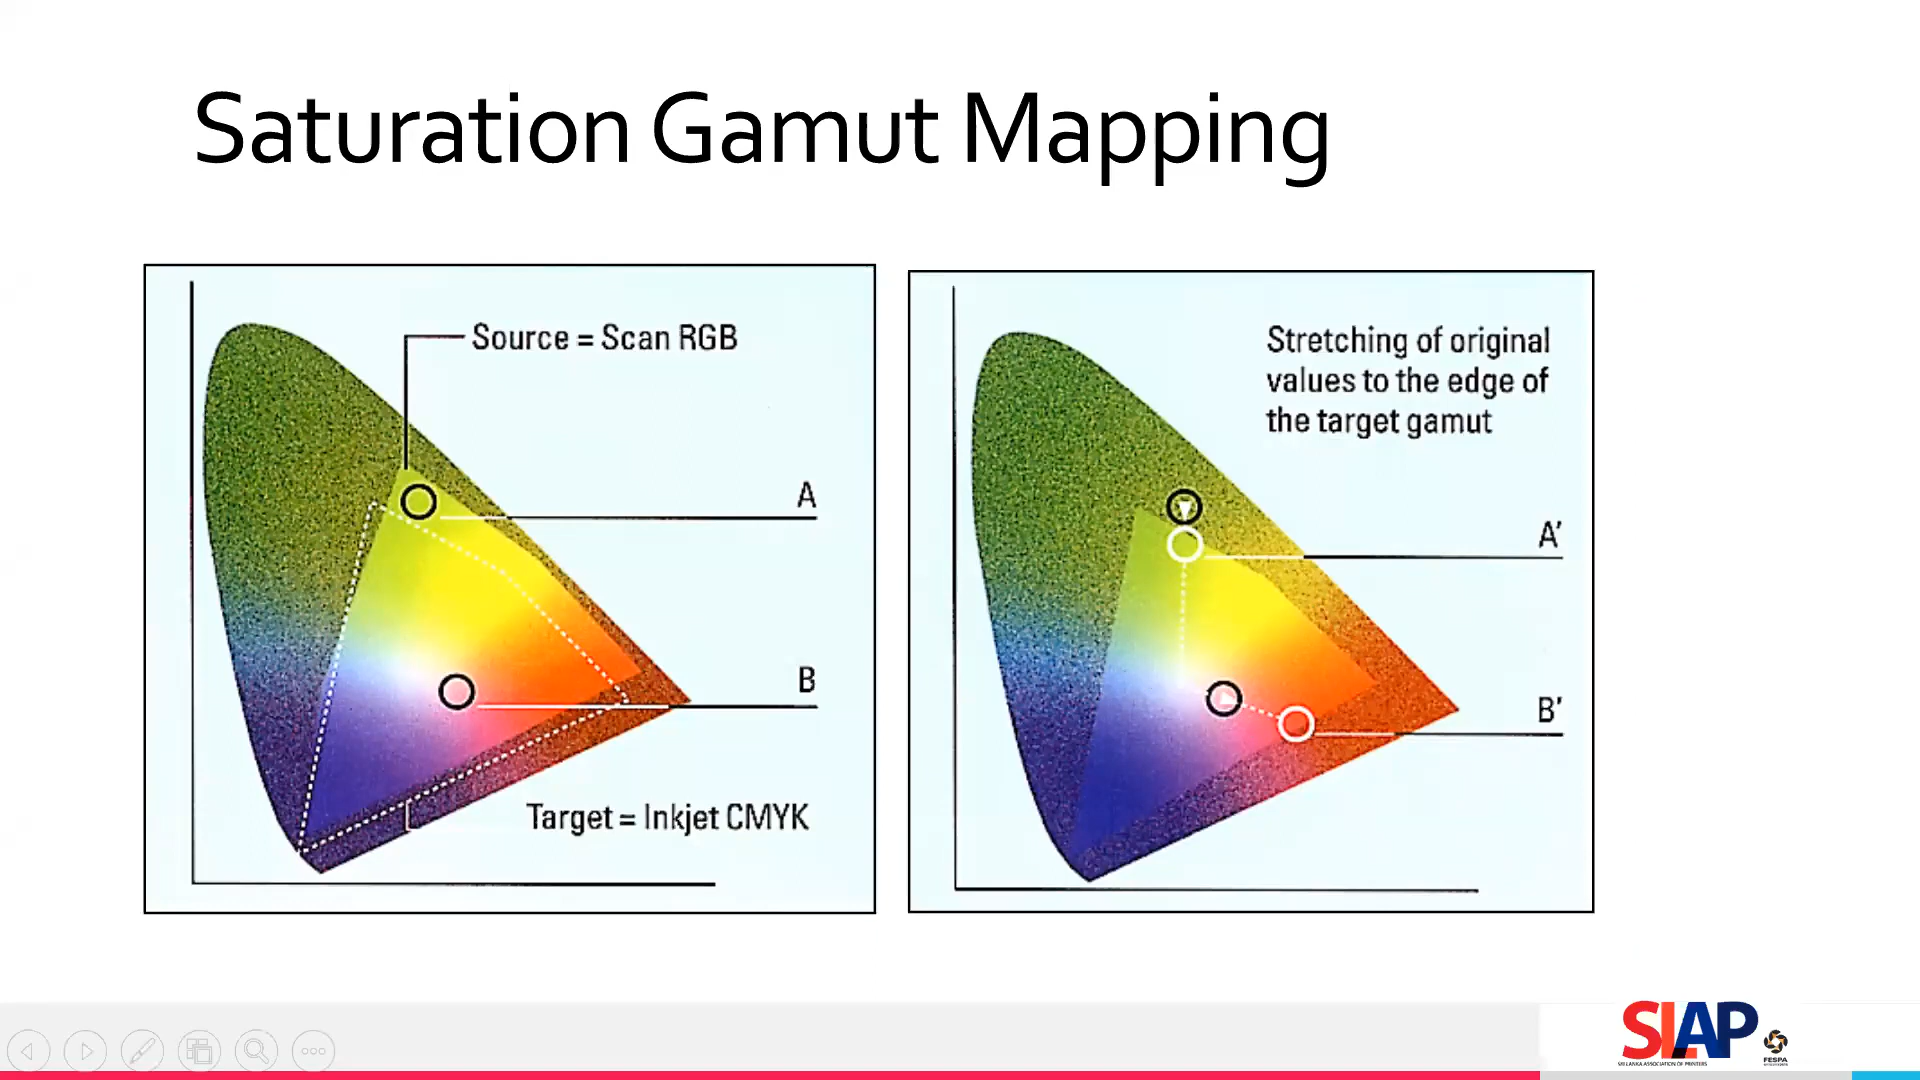 Saturation Gamut Mapping
Source = Scan RGB
A
B
Target = Inkjet CMYK
Stretching of original
values to the edge of
the target gamut
A′
B′
SLAP
SRI LANKA ASSOCIATION OF PRINTERS
FESPA